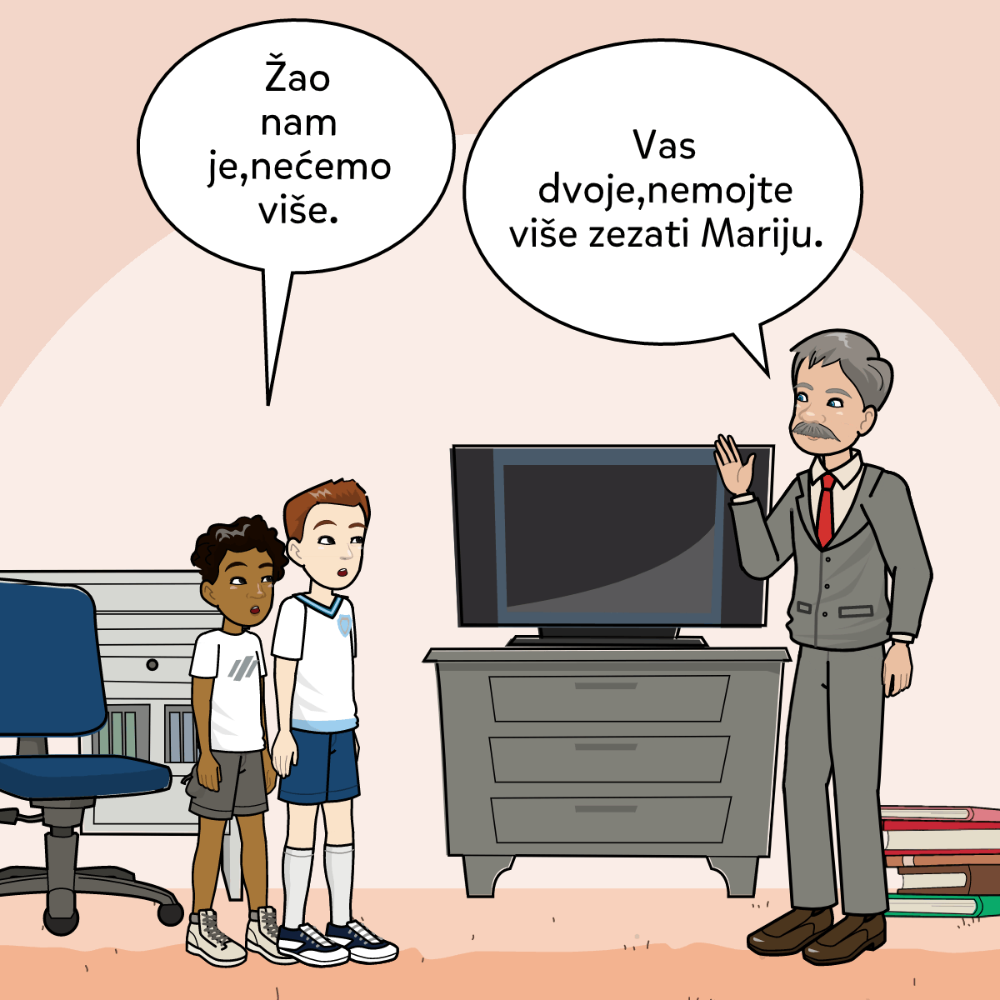 Žao
nam
je,nećemo
više.
Vas
dvoje,nemojte
više zezati Mariju.